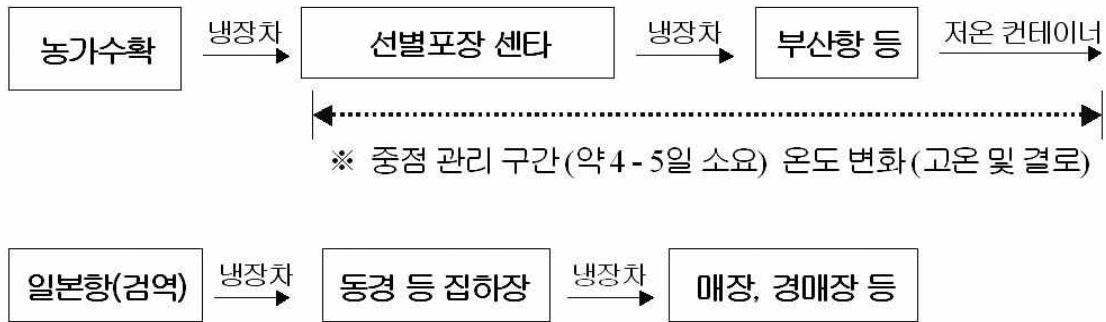 농가수확 냉장차 선별포장 센타 냉장차 부산항 등 저온 컨테이너
※ 중점 관리 구간(약 4 - 5일 소요) 온도 변화(고온 및 결로)
일본항(검역) 냉장차 동경 등 집하장 냉장차 매장, 경매장 등